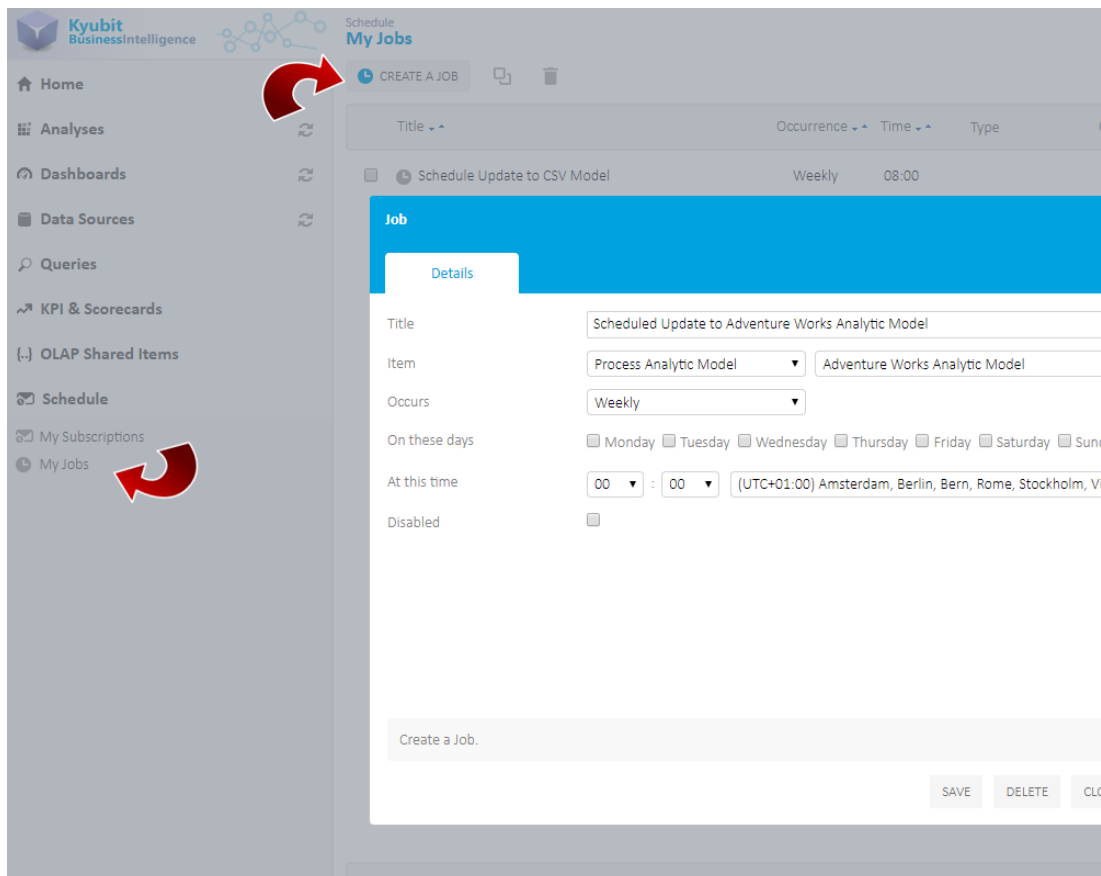 Kyubit
BusinessIntelligence
Schedule
My Jobs
CREATE A JOB
Home
Analyses
Dashboards
Data Sources
Queries
KPI & Scorecards
{..} OLAP Shared Items
Schedule
My Subscriptions
My Jobs
Title Occurrence Time Type
Schedule Update to CSV Model Weekly 08:00
Job
Details
Title Scheduled Update to Adventure Works Analytic Model
Item Process Analytic Model Adventure Works Analytic Model
Occurs Weekly
On these days Monday Tuesday Wednesday Thursday Friday Saturday
At this time 00 : 00 (UTC+01:00) Amsterdam, Berlin, Bern, Rome, Stockholm,
Disabled
Create a Job.
SAVE DELETE